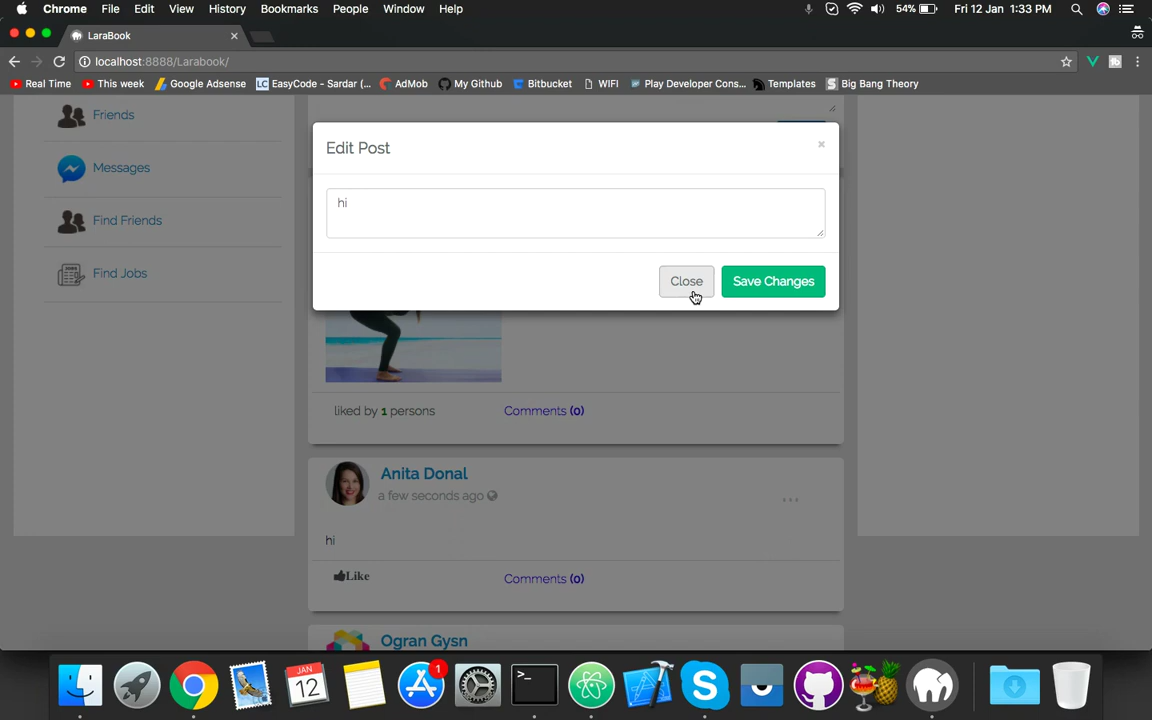 Chrome File Edit View History Bookmarks People Window Help 54% Fri 12 Jan 1:33 PM
LaraBook
localhost:8888/Larabook/
Real Time This week Google Adsense LC EasyCode - Sardar (... AdMob My Github Bitbucket WIFI Play Developer Cons... Templates S Big Bang Theory
Friends
Messages
Find Friends
Find Jobs
Edit Post ×
hi
Close Save Changes
liked by 1 persons Comments (0)
Anita Donal
a few seconds ago
hi
Like Comments (0)
Ogran Gysn
JAN
12
1
>_
S